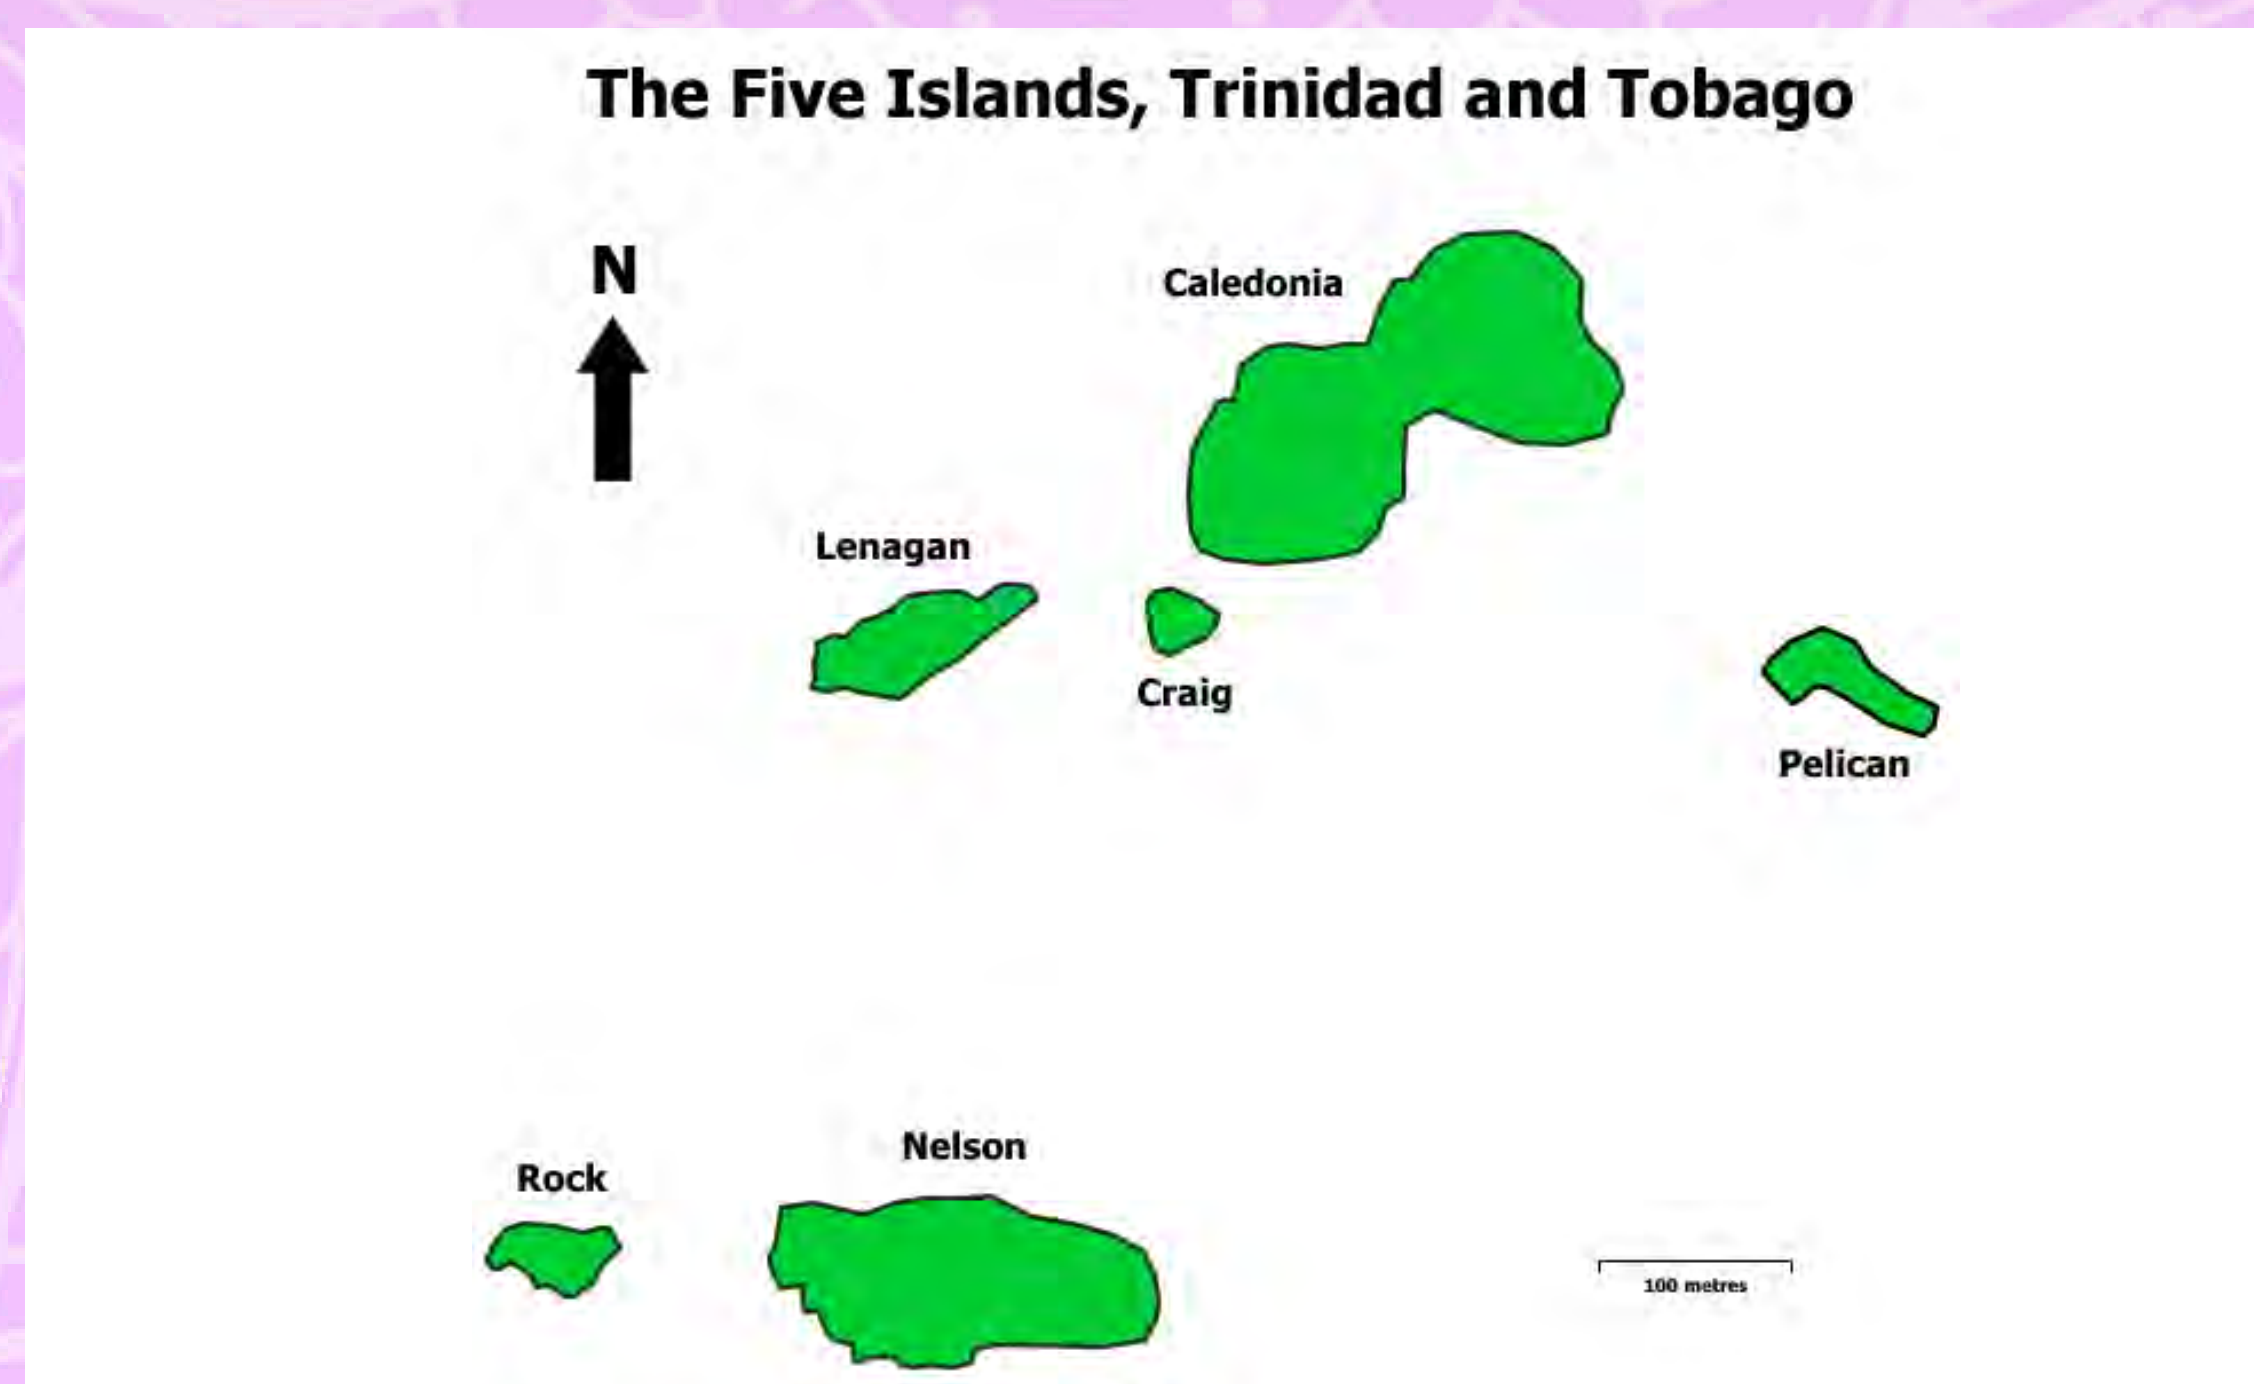 The Five Islands, Trinidad and Tobago
N
Caledonia
Lenagan
Craig
Pelican
Nelson
Rock
100 metres